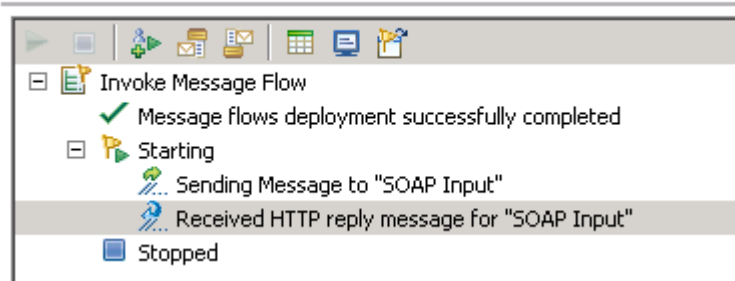 Invoke Message Flow
Message flows deployment successfully completed
Starting
Sending Message to "SOAP Input"
Received HTTP reply message for "SOAP Input"
Stopped